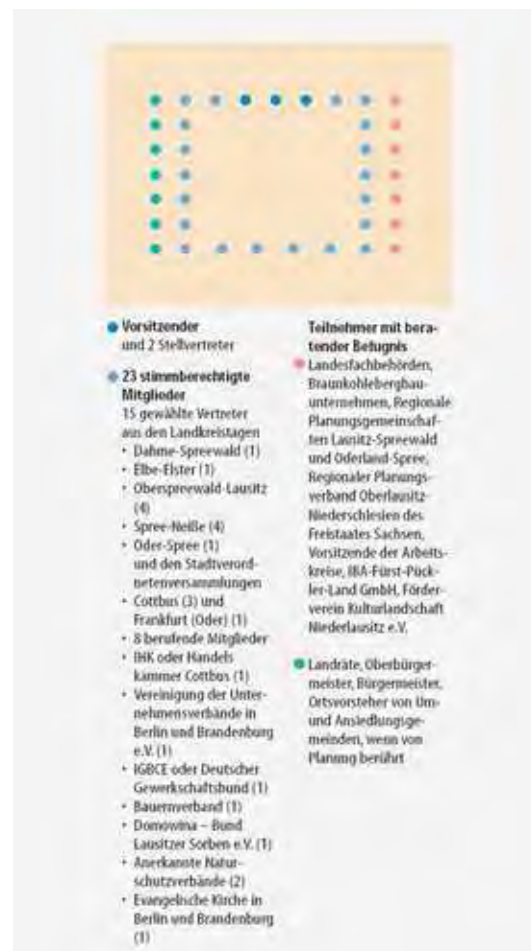 Vorsitzender
und 2 Stellvertreter
23 stimmberechtigte
Mitglieder
15 gewählte Vertreter
aus den Landkreistagen
• Dahme-Spreewald (1)
• Elbe-Elster (1)
• Oberspreewald-Lausitz
(4)
• Spree-Neiße (4)
• Oder-Spree (1)
und den Stadtverord-
netenversammlungen
• Cottbus (3) und
Frankfurt (Oder) (1)
• 8 berufende Mitglieder
• IHK oder Handels
kammer Cottbus (1)
• Vereinigung der Unter-
nehmensverbände in
Berlin und Brandenburg
e.V. (1)
• IGBCE oder Deutscher
Gewerkschaftsbund (1)
• Bauernverband (1)
• Domowina – Bund
Lausitzer Sorben e.V. (1)
• Anerkannte Natur-
schutzverbände (2)
• Evangelische Kirche in
Berlin und Brandenburg
(1)
Teilnehmer mit bera-
tender Befugnis
Landesfachbehörden,
Braunkohlebergbau-
unternehmen, Regionale
Planungsgemeinschaf-
ten Lausitz-Spreewald
und Oderland-Spree,
Regionaler Planungs-
verband Oberlausitz-
Niederschlesien des
Freistaates Sachsen,
Vorsitzende der Arbeits-
kreise, IBA-Fürst-Pück-
ler-Land GmbH, Förder-
verein Kulturlandschaft
Niederlausitz e.V.
Landräte, Oberbürger-
meister, Bürgermeister,
Ortsvorsteher von Um-
und Ansiedlungsge-
meinden, wenn von
Planung berührt